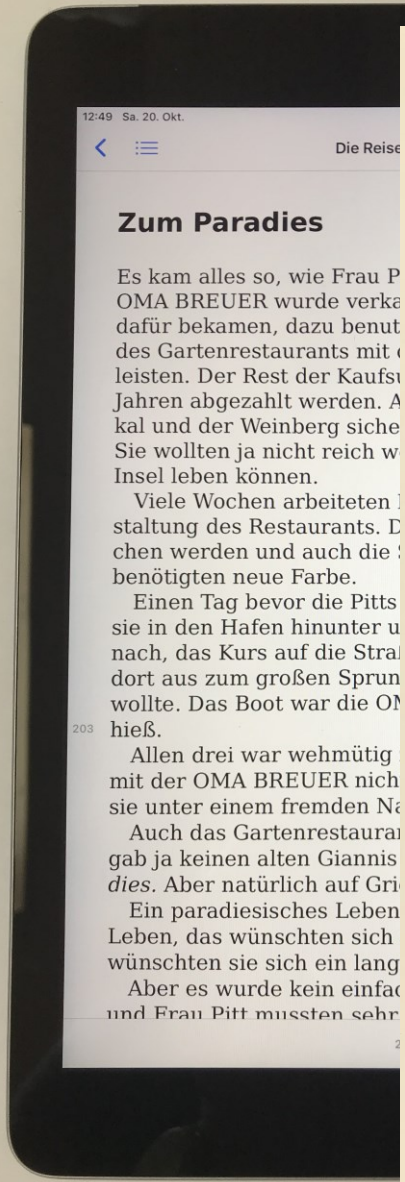 12:49 Sa. 20. Okt.
Die Reise
Zum Paradies
Es kam alles so, wie Frau P
OMA BREUER wurde verka
dafür bekamen, dazu benut
des Gartenrestaurants mit
leisten. Der Rest der Kaufsu
Jahren abgezahlt werden. A
kal und der Weinberg siche
Sie wollten ja nicht reich w
Insel leben können.
Viele Wochen arbeiteten
staltung des Restaurants. D
chen werden und auch die
benötigten neue Farbe.
Einen Tag bevor die Pitts
sie in den Hafen hinunter u
nach, das Kurs auf die Straß
dort aus zum großen Sprun
wollte. Das Boot war die OM
203 hieß.
Allen drei war wehmütig
mit der OMA BREUER nich
sie unter einem fremden Na
Auch das Gartenrestauran
gab ja keinen alten Giannis
dies. Aber natürlich auf Gri
Ein paradiesisches Leben
Leben, das wünschten sich
wünschten sie sich ein lang
Aber es wurde kein einfac
und Frau Pitt mussten sehr